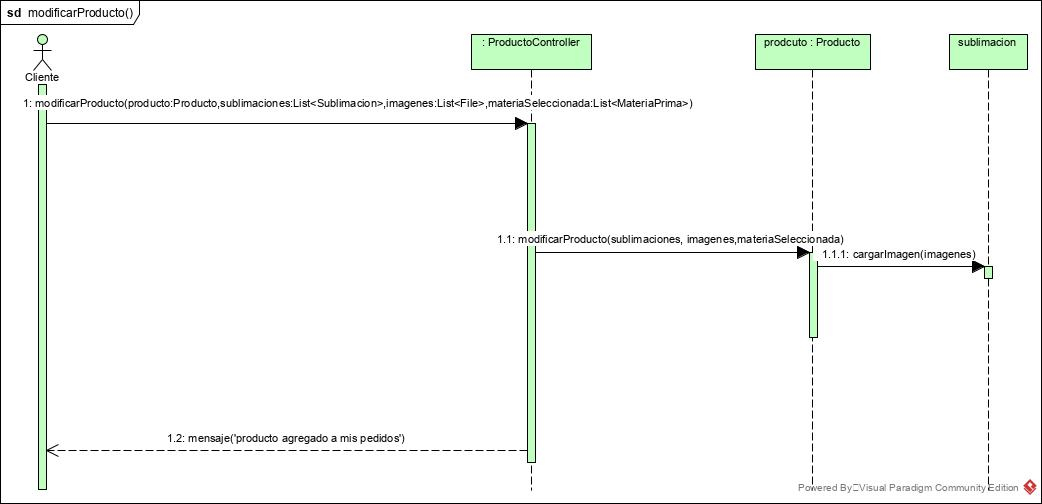 sd modificarProducto()
Cliente
: ProductoController
prodcuto : Producto
sublimacion
1: modificarProducto(producto:Producto,sublimaciones:List<Sublimacion>,imagenes:List<File>,materiaSeleccionada:List<MateriaPrima>)
1.1: modificarProducto(sublimaciones, imagenes,materiaSeleccionada)
1.1.1: cargarImagen(imagenes)
1.2: mensaje('producto agregado a mis pedidos')
Powered By Visual Paradigm Community Edition